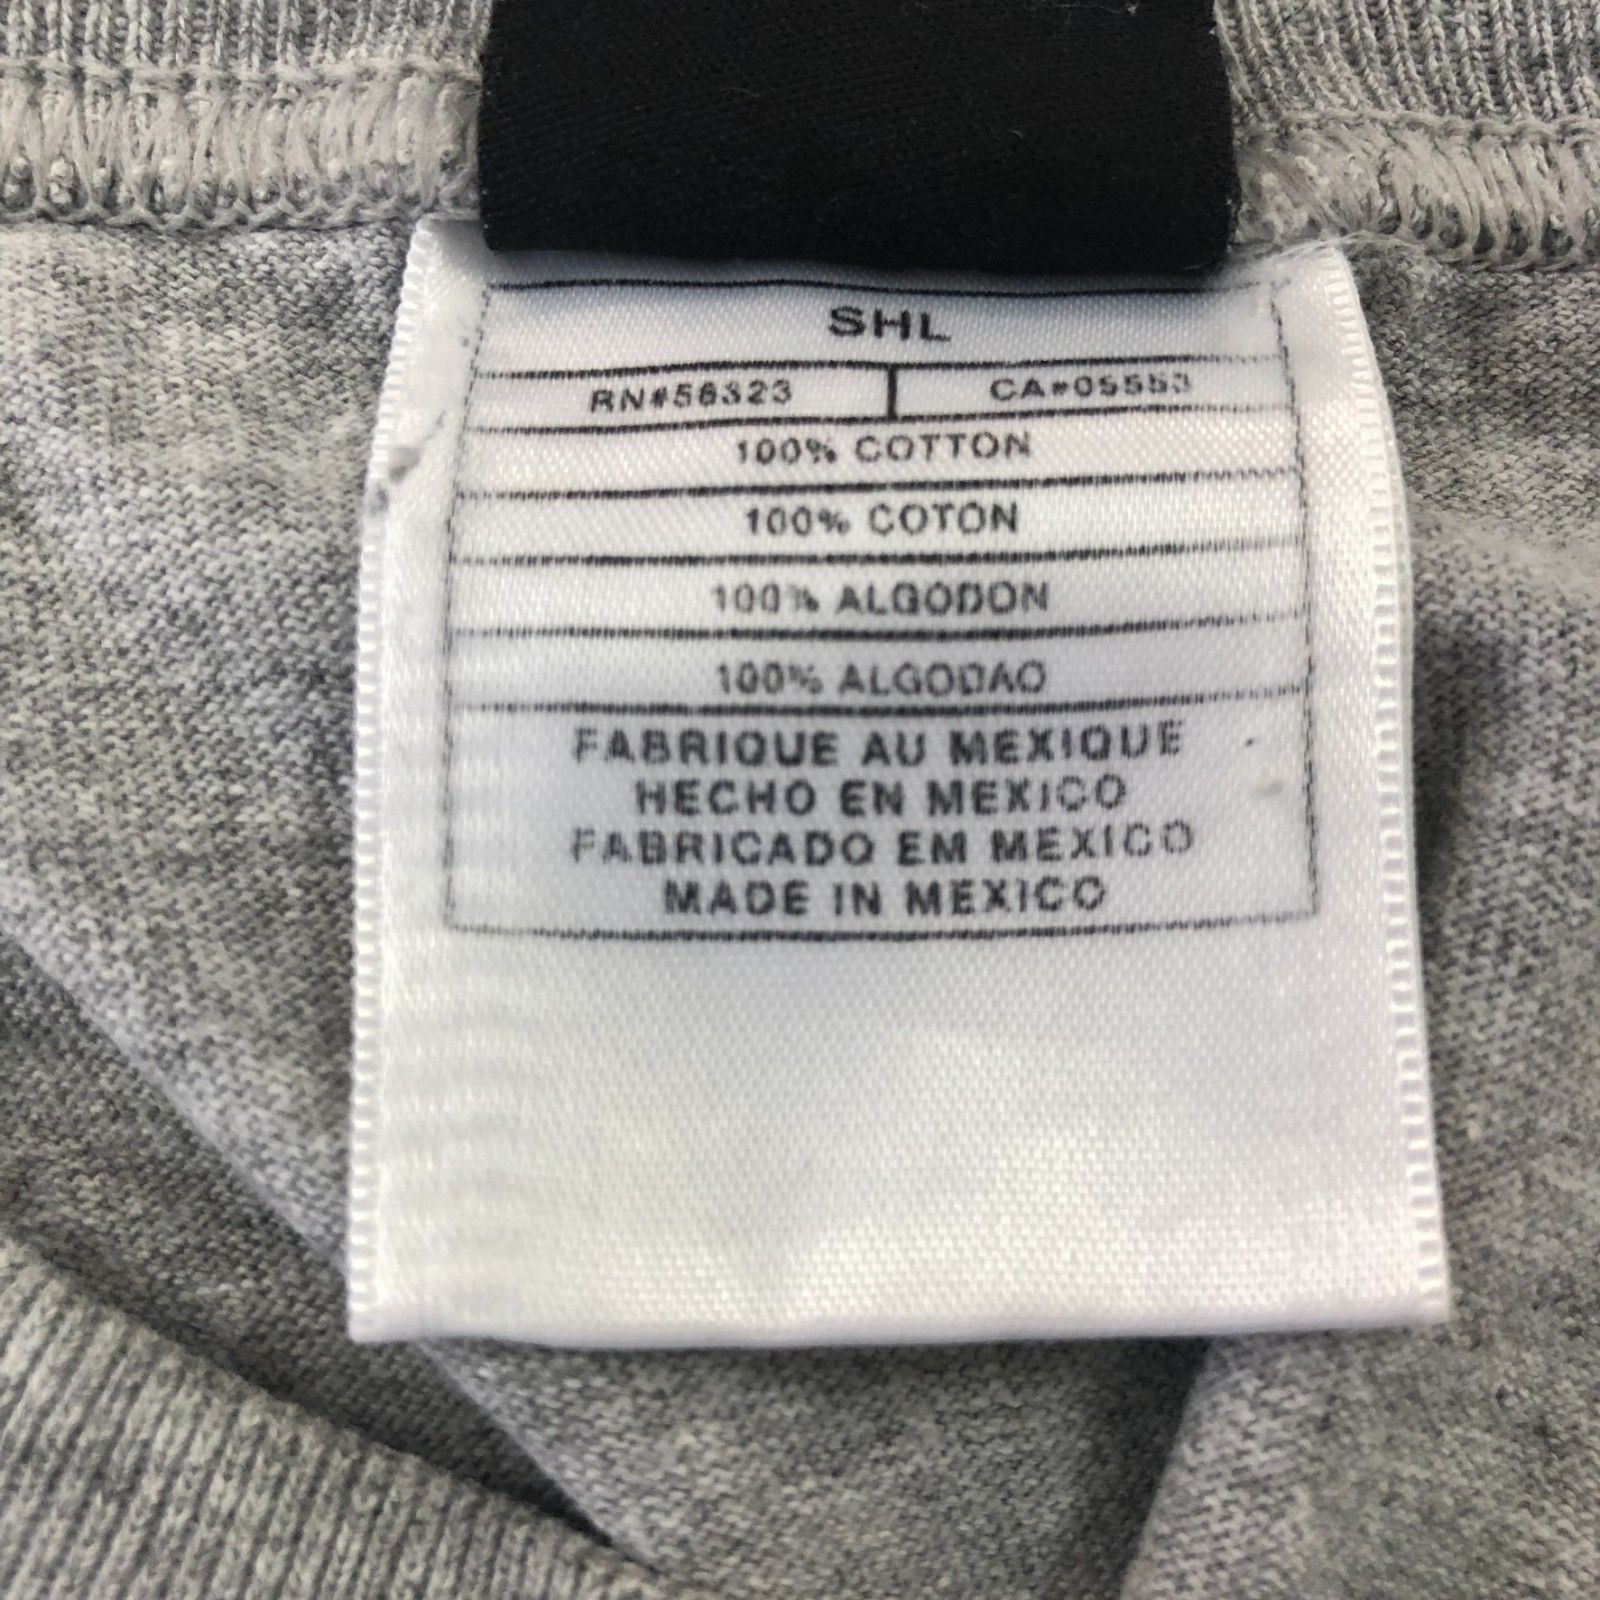 SHL
RN#56323 CA#05553
100% COTTON
100% COTON
100% ALGODON
100% ALGODAO
FABRIQUE AU MEXIQUE
HECHO EN MEXICO
FABRICADO EM MEXICO
MADE IN MEXICO